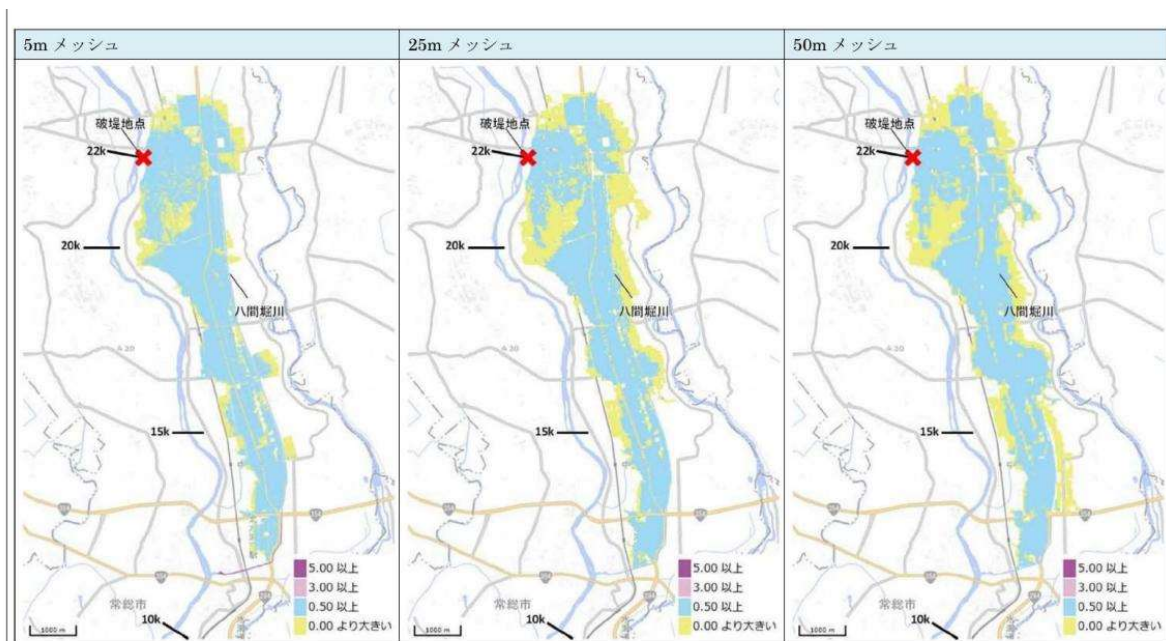 5m メッシュ
破堤地点
22k
20k
八間堀川
15k
5.00 以上
3.00 以上
0.50 以上
0.00 より大きい
常総市
10k
1000 m
25m メッシュ
破堤地点
22k
20k
八間堀川
15k
5.00 以上
3.00 以上
0.50 以上
0.00 より大きい
常総市
10k
1000 m
50m メッシュ
破堤地点
22k
20k
八間堀川
15k
5.00 以上
3.00 以上
0.50 以上
0.00 より大きい
常総市
10k
1000 m